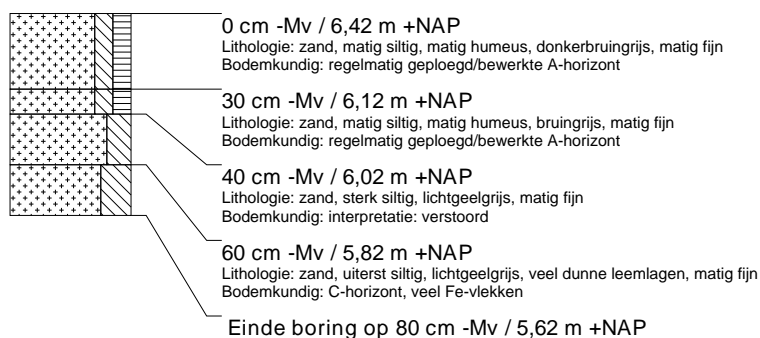 0 cm -Mv / 6,42 m +NAP
Lithologie: zand, matig siltig, matig humeus, donkerbruingrijs, matig fijn
Bodemkundig: regelmatig geploegd/bewerkte A-horizont
30 cm -Mv / 6,12 m +NAP
Lithologie: zand, matig siltig, matig humeus, bruingrijs, matig fijn
Bodemkundig: regelmatig geploegd/bewerkte A-horizont
40 cm -Mv / 6,02 m +NAP
Lithologie: zand, sterk siltig, lichtgeelgrijs, matig fijn
Bodemkundig: interpretatie: verstoord
60 cm -Mv / 5,82 m +NAP
Lithologie: zand, uiterst siltig, lichtgeelgrijs, veel dunne leemlagen, matig fijn
Bodemkundig: C-horizont, veel Fe-vlekken
Einde boring op 80 cm -Mv / 5,62 m +NAP